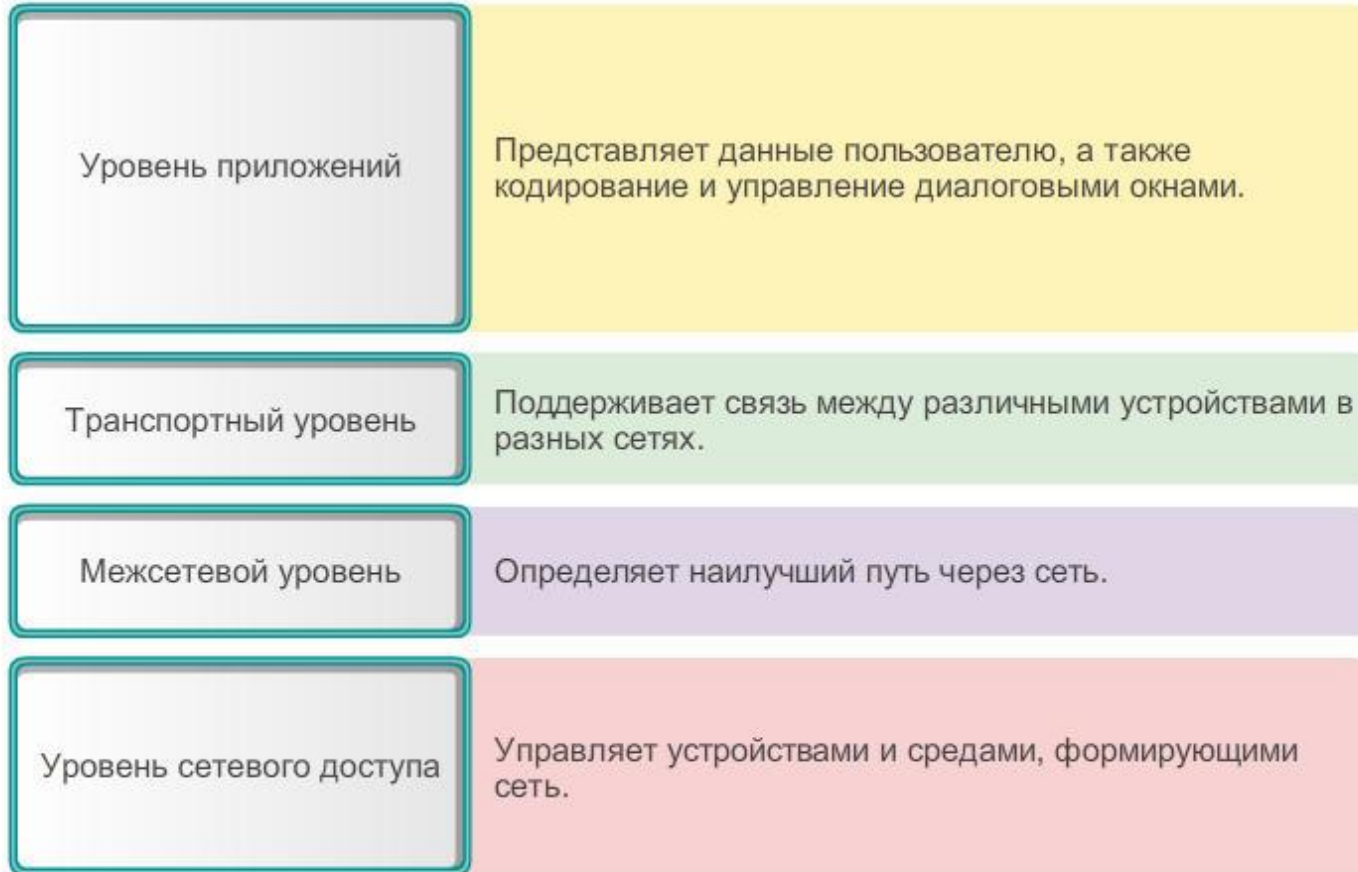 Уровень приложений
Представляет данные пользователю, а также
кодирование и управление диалоговыми окнами.
Транспортный уровень
Поддерживает связь между различными устройствами в
разных сетях.
Межсетевой уровень
Определяет наилучший путь через сеть.
Уровень сетевого доступа
Управляет устройствами и средами, формирующими
сеть.